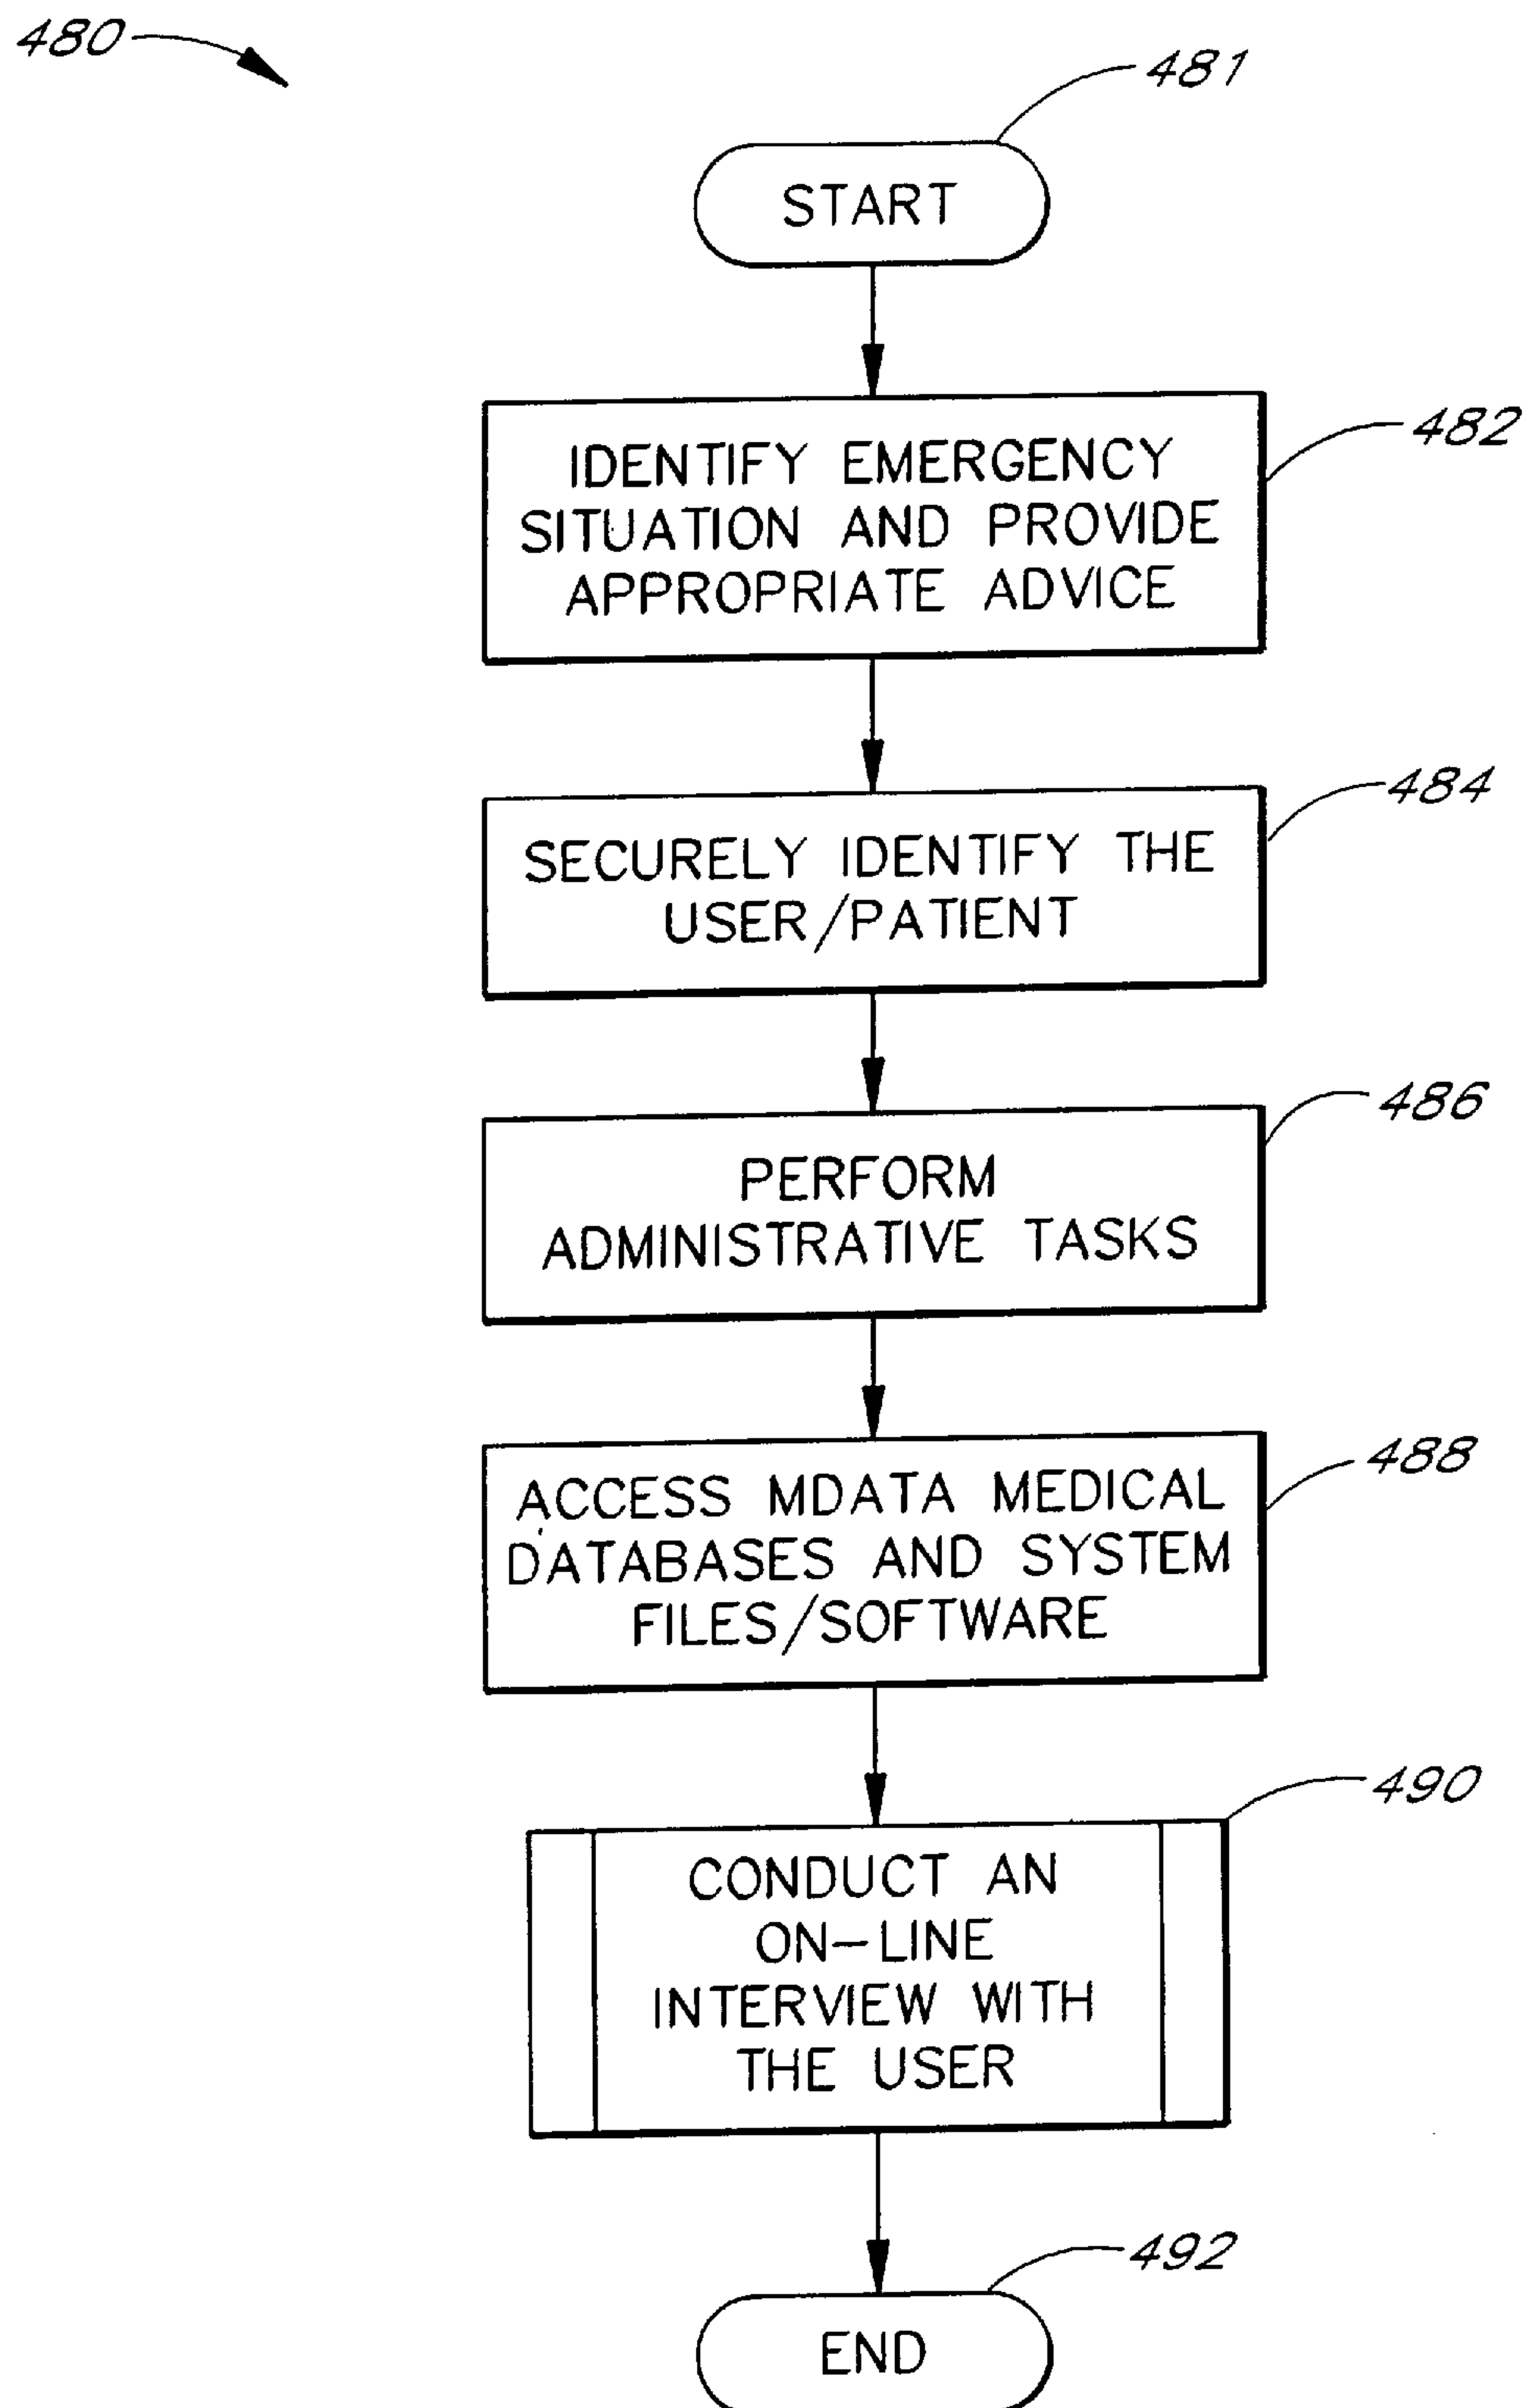 480
481
START
482
IDENTIFY EMERGENCY
SITUATION AND PROVIDE
APPROPRIATE ADVICE
484
SECURELY IDENTIFY THE
USER/PATIENT
486
PERFORM
ADMINISTRATIVE TASKS
488
ACCESS MDATA MEDICAL
DATABASES AND SYSTEM
FILES/SOFTWARE
490
CONDUCT AN
ON-LINE
INTERVIEW WITH
THE USER
492
END